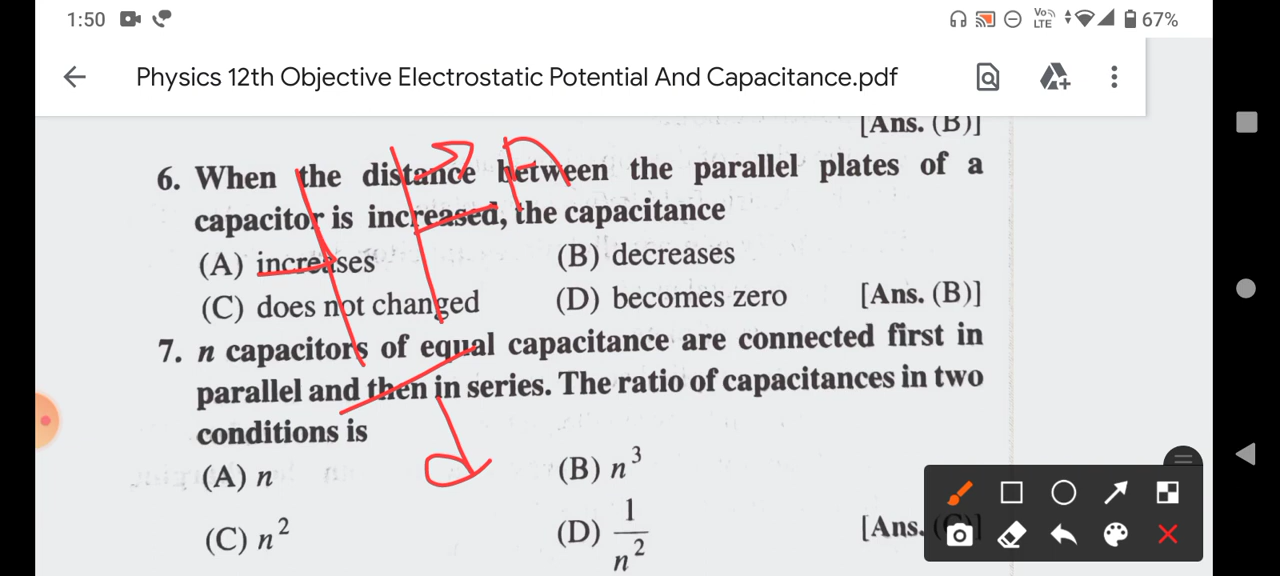 1:50
Vo
LTE
67%
Physics 12th Objective Electrostatic Potential And Capacitance.pdf
[Ans. (B)]
6. When the distance between the parallel plates of a
capacitor is increased, the capacitance
(A) increases (B) decreases
(C) does not changed (D) becomes zero [Ans. (B)]
7. n capacitors of equal capacitance are connected first in
parallel and then in series. The ratio of capacitances in two
conditions is
(A) n (B) n³
(C) n² (D) 1/n² [Ans. (C)]
d